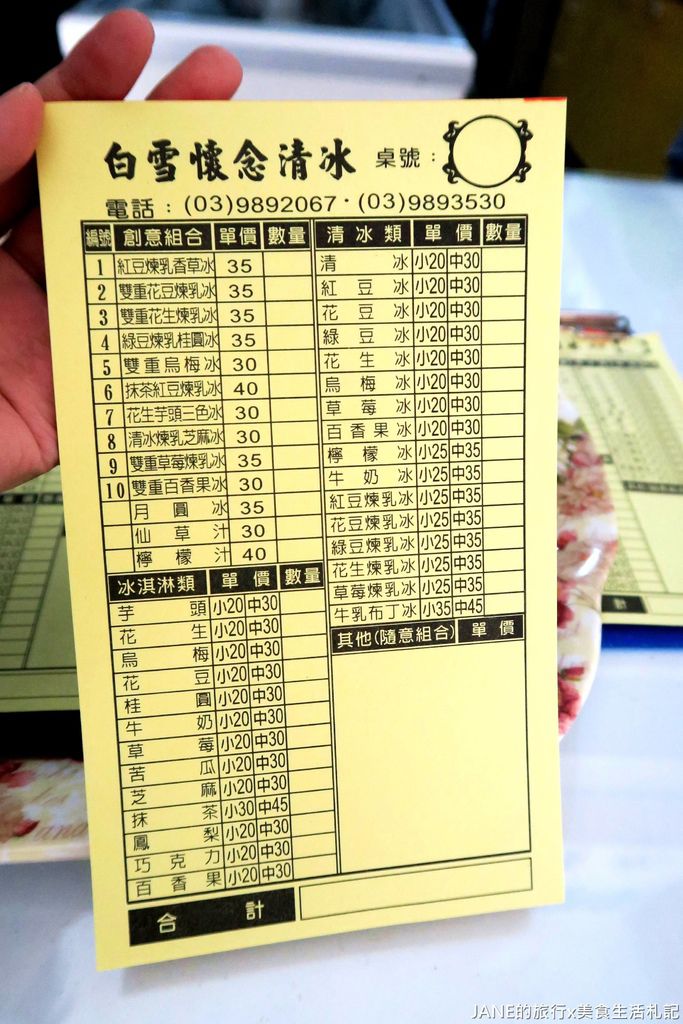 白雪懷念清冰 桌號：
電話：(03)9892067·(03)9893530
編號 創意組合 單價 數量
1 紅豆煉乳香草冰 35
2 雙重花豆煉乳冰 35
3 雙重花生煉乳冰 35
4 綠豆煉乳桂圓冰 35
5 雙重烏梅冰 30
6 抹茶紅豆煉乳冰 40
7 花生芋頭三色冰 30
8 清冰煉乳芝麻冰 30
9 雙重草莓煉乳冰 35
10 雙重百香果冰 30
月圓冰 35
仙草汁 30
檸檬汁 40
冰淇淋類 單價 數量
芋頭 小20 中30
花生 小20 中30
烏梅 小20 中30
花豆 小20 中30
桂圓 小20 中30
牛奶 小20 中30
草莓 小20 中30
苦瓜 小20 中30
芝麻 小20 中30
抹茶 小30 中45
鳳梨 小20 中30
巧克力 小20 中30
百香果 小20 中30
清冰類 單價 數量
清冰 小20 中30
紅豆冰 小20 中30
花豆冰 小20 中30
綠豆冰 小20 中30
花生冰 小20 中30
烏梅冰 小20 中30
草莓冰 小20 中30
百香果冰 小20 中30
檸檬冰 小25 中35
牛奶冰 小25 中35
紅豆煉乳冰 小25 中35
花豆煉乳冰 小25 中35
綠豆煉乳冰 小25 中35
花生煉乳冰 小25 中35
草莓煉乳冰 小25 中35
牛乳布丁冰 小35 中45
其他(隨意組合) 單價
合計
JANE的旅行x美食生活札記